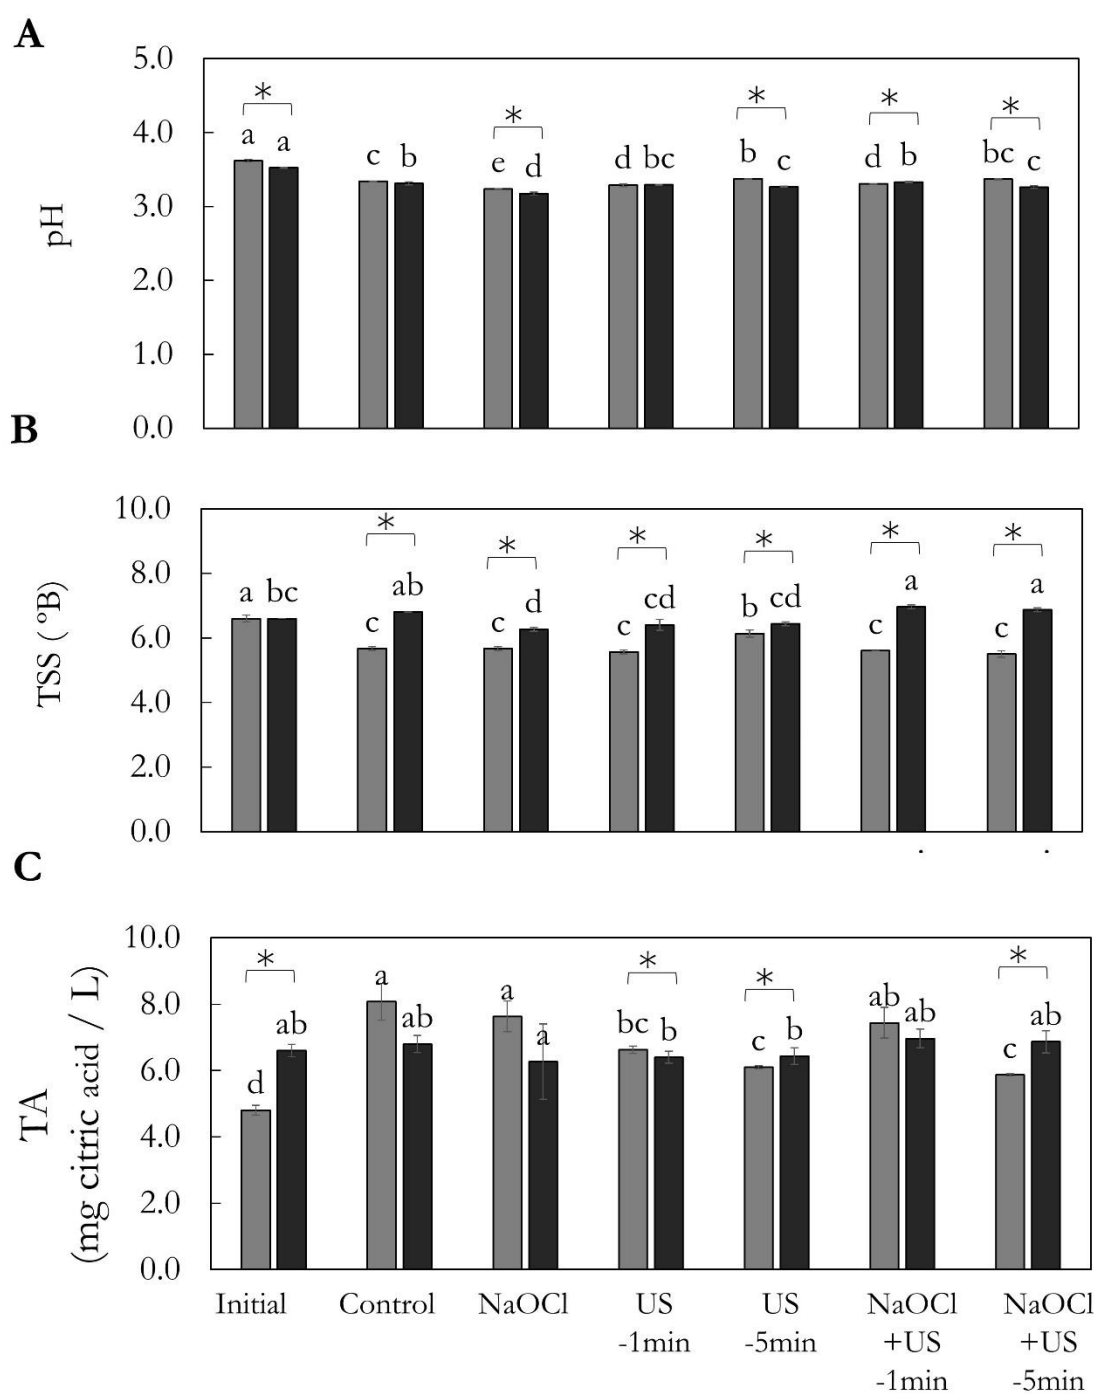 A
5.0
4.0
3.0
2.0
1.0
0.0
pH
* * * * *
a a c b e d d bc b c d b bc c
B
10.0
8.0
6.0
4.0
2.0
0.0
TSS ( ºB)
* * * * * *
a bc c ab c d c cd b cd c a c a
C
10.0
8.0
6.0
4.0
2.0
0.0
TA
(mg citric acid / L)
* * * *
d ab a ab a a bc b c b ab ab c ab
Initial Control NaOCl US NaOCl NaOCl
-1min US +US +US
-5min -1min -5min